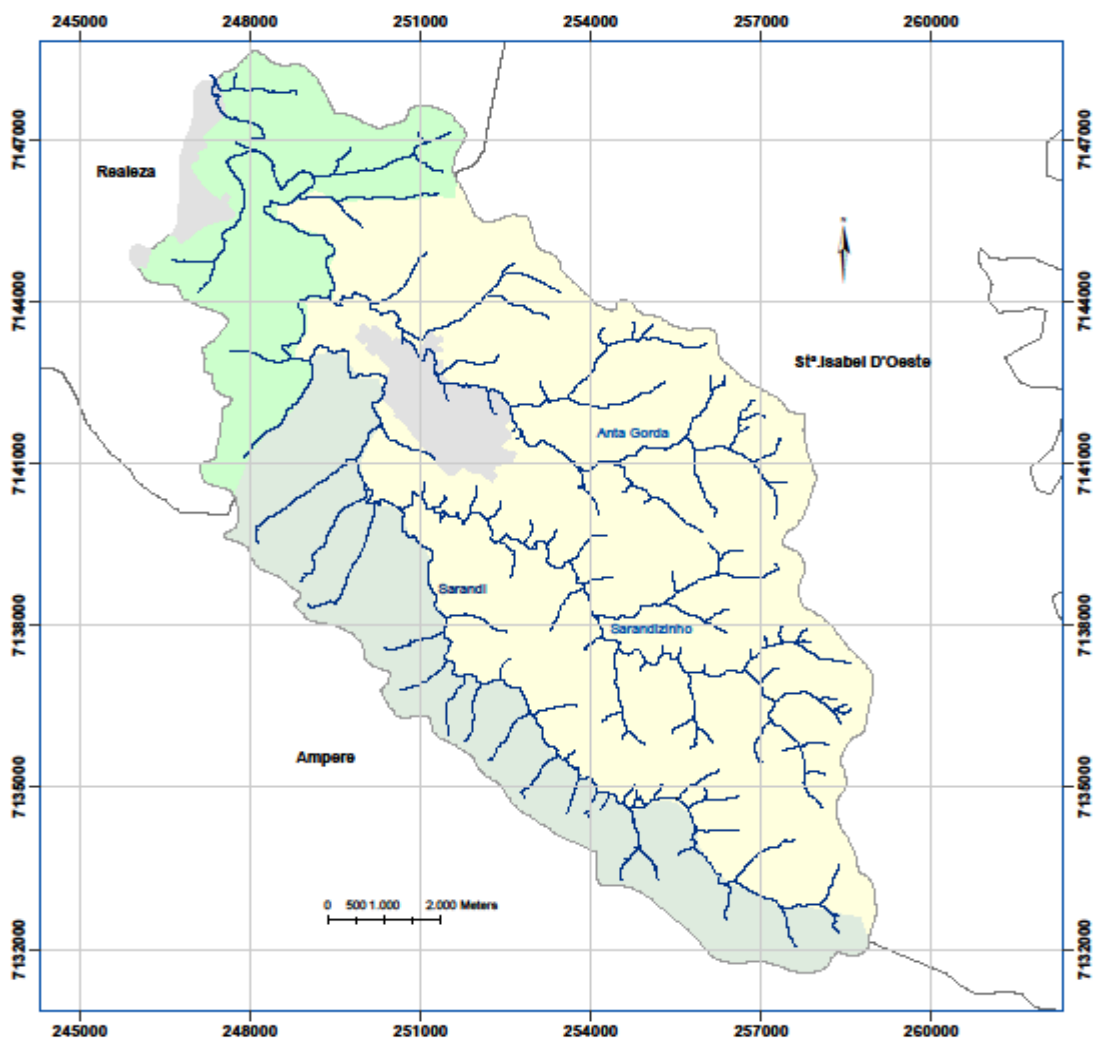 245000 248000 251000 254000 257000 260000
7147000 7147000
Realeza
7144000 7144000
Stª.Isabel D'Oeste
Anta Gorda
7141000 7141000
Sarandi
7138000 7138000
Sarandizinho
Ampere
7135000 7135000
0 500 1.000 2.000 Meters
7132000 7132000
245000 248000 251000 254000 257000 260000